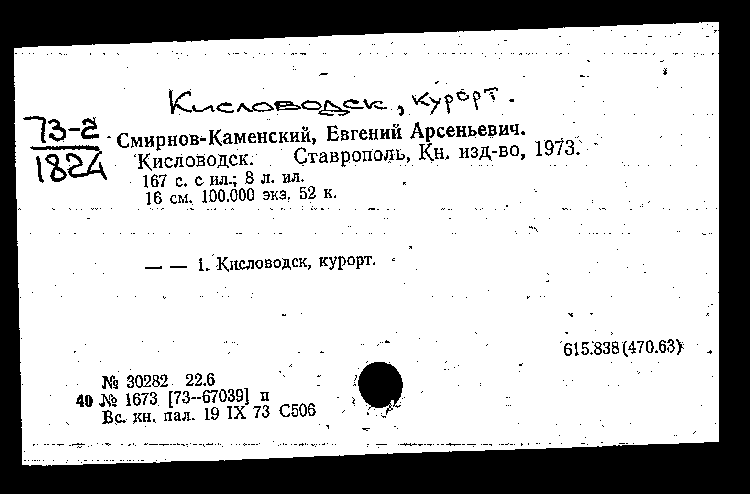 Кисловодск, курорт.
73-2
1824
Смирнов-Каменский, Евгений Арсеньевич.
Кисловодск. Ставрополь, Кн. изд-во, 1973.
167 с. с ил.; 8 л. ил.
16 см. 100.000 экз. 52 к.
— — 1. Кисловодск, курорт.
615.838(470.63)
№ 30282 22.6
40 № 1673 [73—67039] п
Вс. кн. пал. 19 IX 73 С506